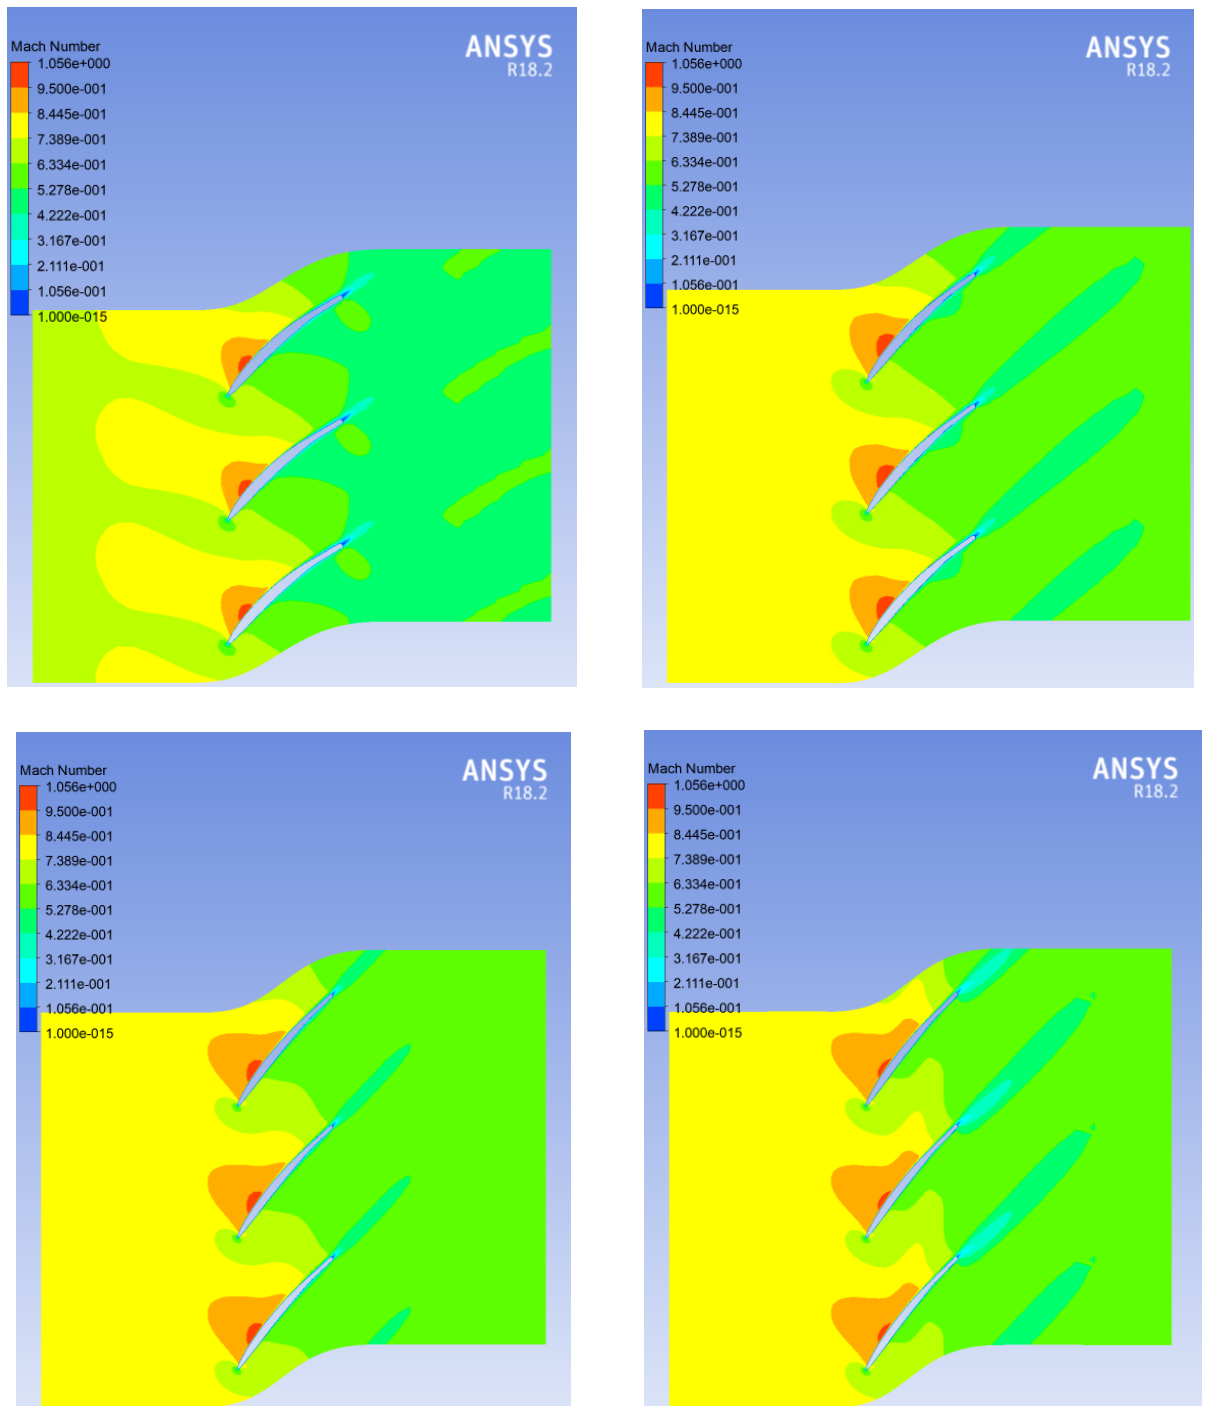 ANSYS
R18.2
Mach Number
1.056e+000
9.500e-001
8.445e-001
7.389e-001
6.334e-001
5.278e-001
4.222e-001
3.167e-001
2.111e-001
1.056e-001
1.000e-015
ANSYS
R18.2
Mach Number
1.056e+000
9.500e-001
8.445e-001
7.389e-001
6.334e-001
5.278e-001
4.222e-001
3.167e-001
2.111e-001
1.056e-001
1.000e-015
ANSYS
R18.2
Mach Number
1.056e+000
9.500e-001
8.445e-001
7.389e-001
6.334e-001
5.278e-001
4.222e-001
3.167e-001
2.111e-001
1.056e-001
1.000e-015
ANSYS
R18.2
Mach Number
1.056e+000
9.500e-001
8.445e-001
7.389e-001
6.334e-001
5.278e-001
4.222e-001
3.167e-001
2.111e-001
1.056e-001
1.000e-015